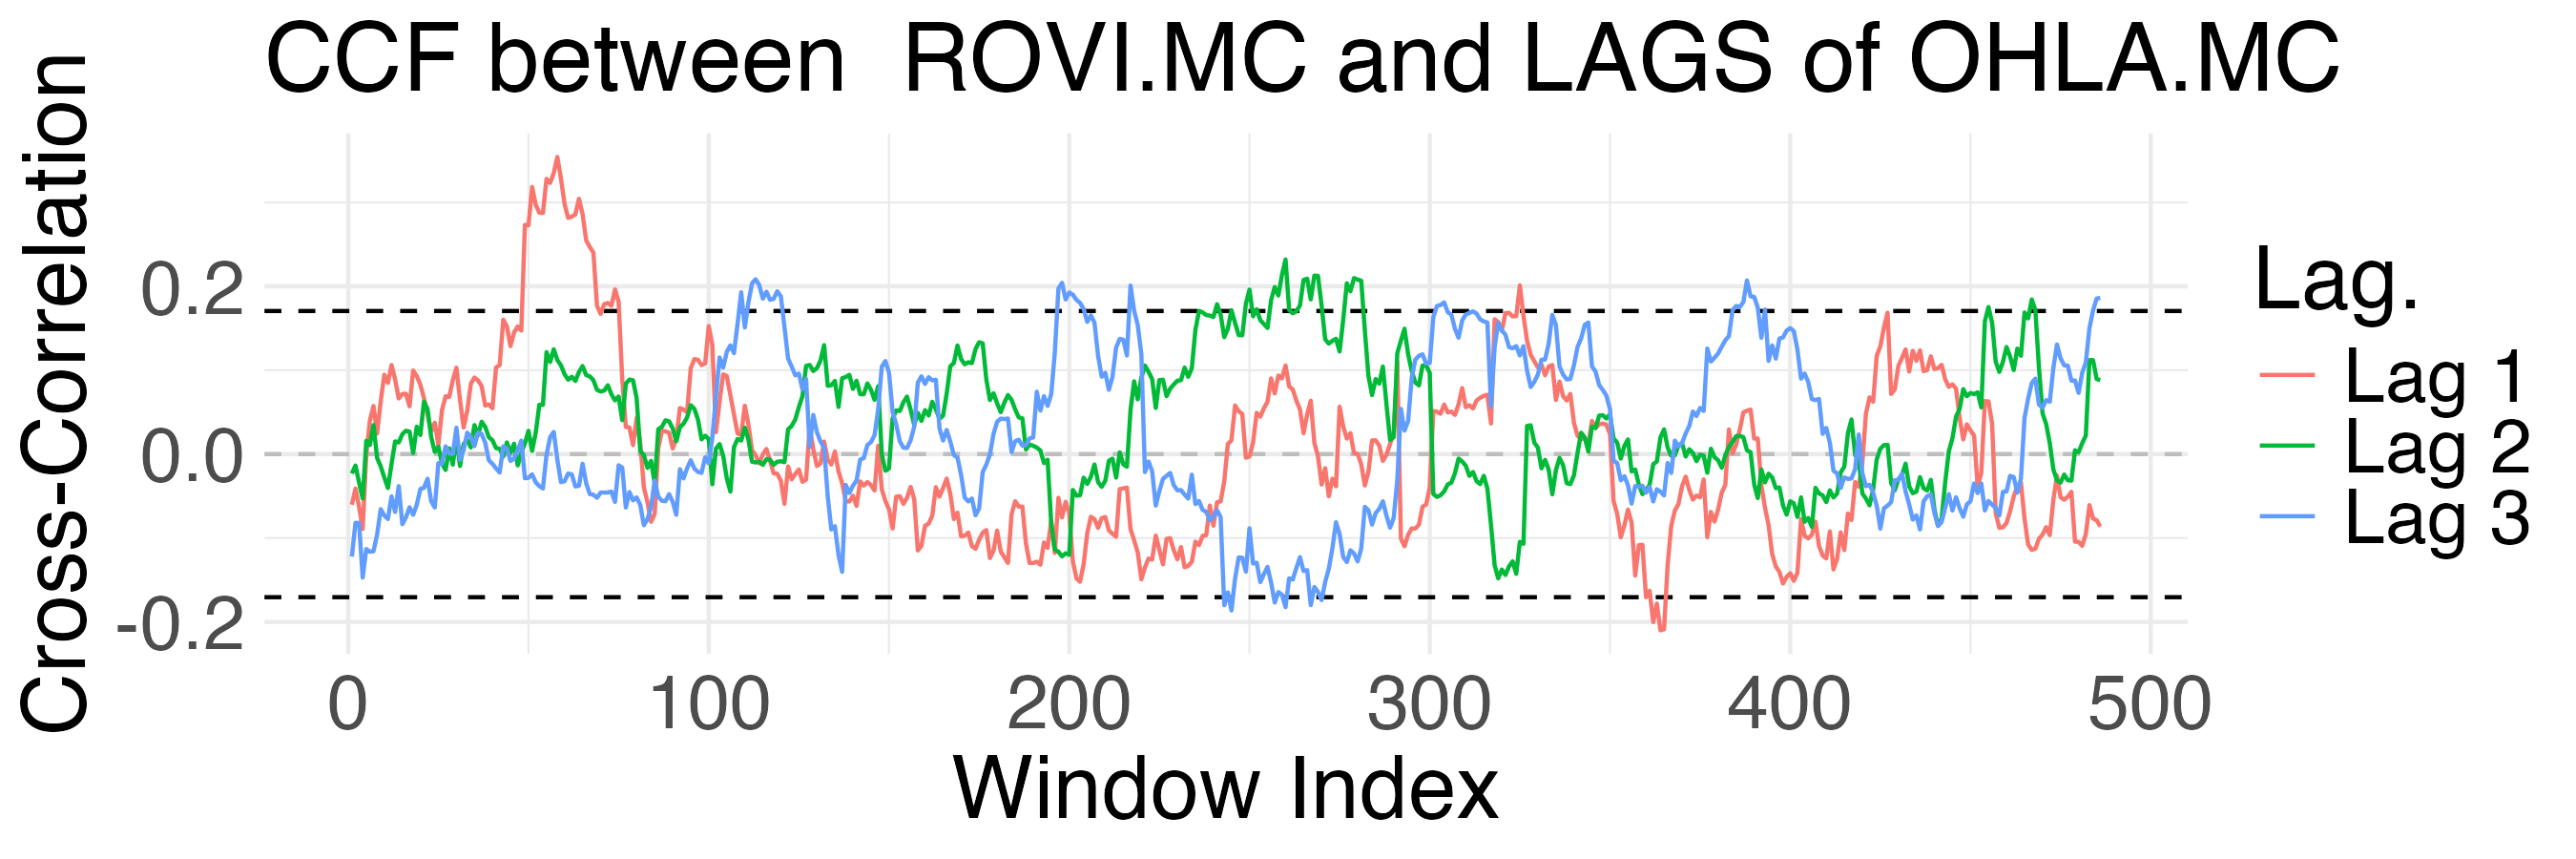 CCF between  ROVI.MC and LAGS of OHLA.MC
Cross-Correlation
0.2
0.0
-0.2
0 100 200 300 400 500
Window Index
Lag.
Lag 1
Lag 2
Lag 3